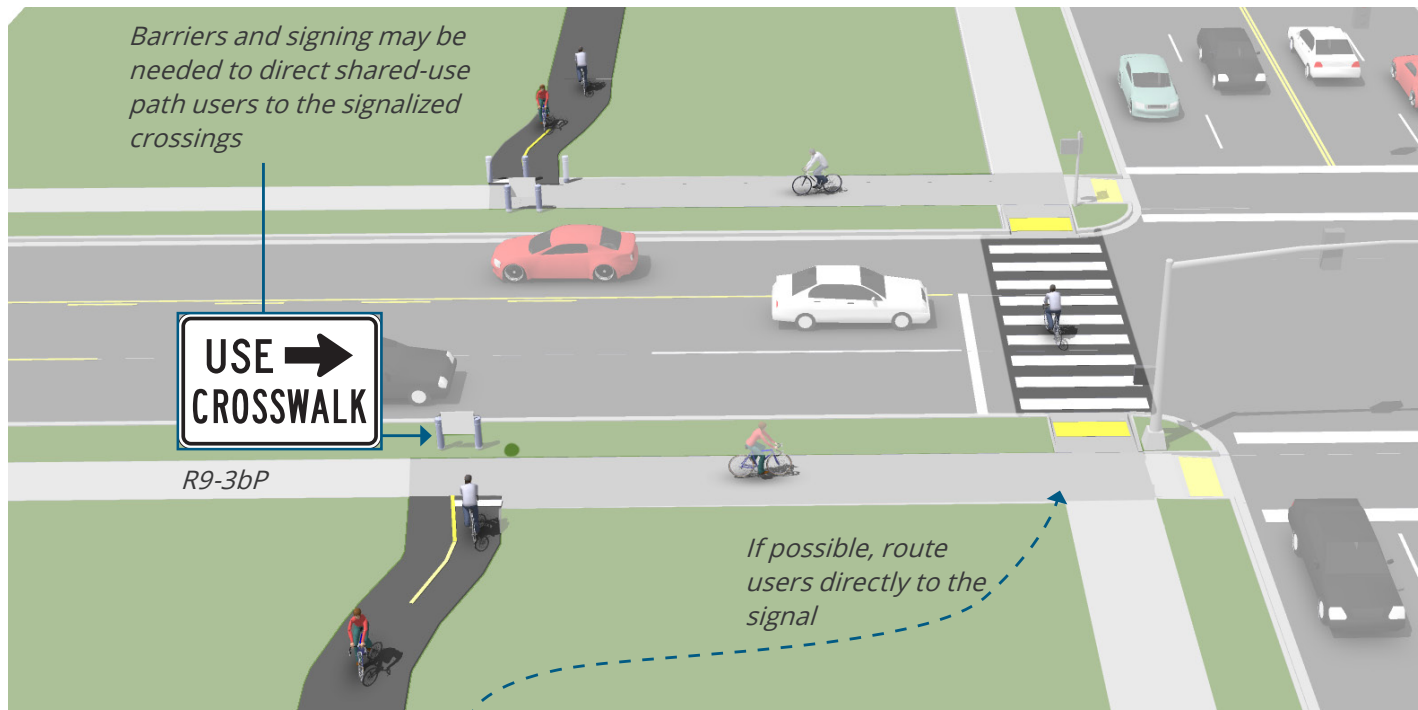 Barriers and signing may be
needed to direct shared-use
path users to the signalized
crossings
USE
CROSSWALK
R9-3bP
If possible, route
users directly to the
signal